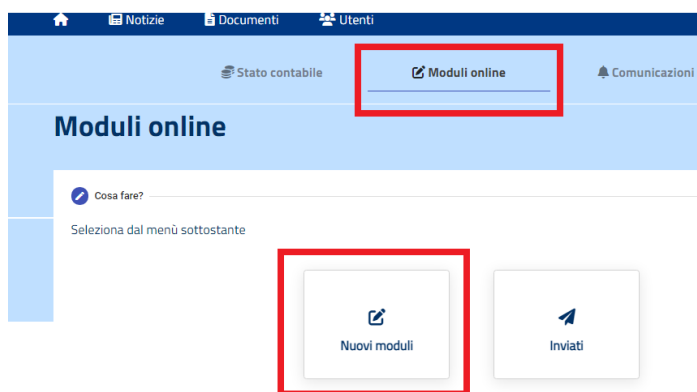 Notizie Documenti Utenti
Stato contabile Moduli online Comunicazioni
Moduli online
Cosa fare?
Seleziona dal menù sottostante
Nuovi moduli Inviati